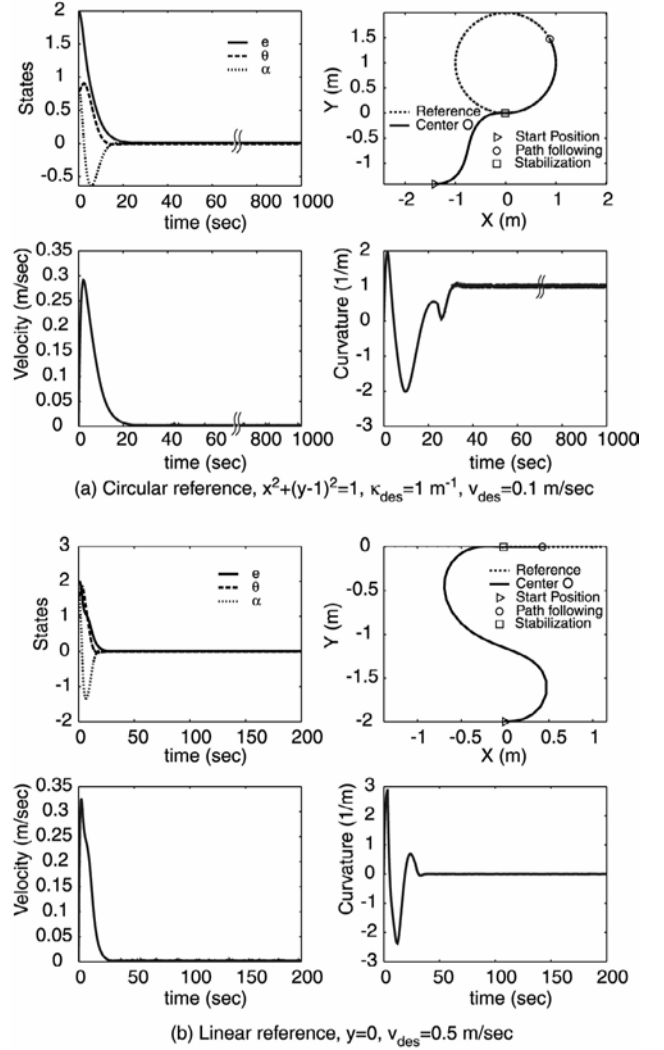 2
1.5
1
0.5
0
-0.5
States
e
θ
α
0 20 40 60 80 1000
time (sec)
2
1.5
1
0.5
0
-0.5
-1
Y (m)
Reference
Center O
Start Position
Path following
Stabilization
-2 -1 0 1 2
X (m)
0.35
0.3
0.25
0.2
0.15
0.1
0.05
0
Velocity (m/sec)
0 20 40 60 80 1000
time (sec)
2
1
0
-1
-2
-3
Curvature (1/m)
0 20 40 60 80 1000
time (sec)
(a) Circular reference, x²+(y-1)²=1, κdes=1 m⁻¹, vdes=0.1 m/sec
3
2
1
0
-1
-2
States
e
θ
α
0 50 100 150 200
time (sec)
0
-0.5
-1
-1.5
-2
Y (m)
Reference
Center O
Start Position
Path following
Stabilization
-1 -0.5 0 0.5 1
X (m)
0.35
0.3
0.25
0.2
0.15
0.1
0.05
0
Velocity (m/sec)
0 50 100 150 200
time (sec)
3
2
1
0
-1
-2
-3
Curvature (1/m)
0 50 100 150 200
time (sec)
(b) Linear reference, y=0, vdes=0.5 m/sec